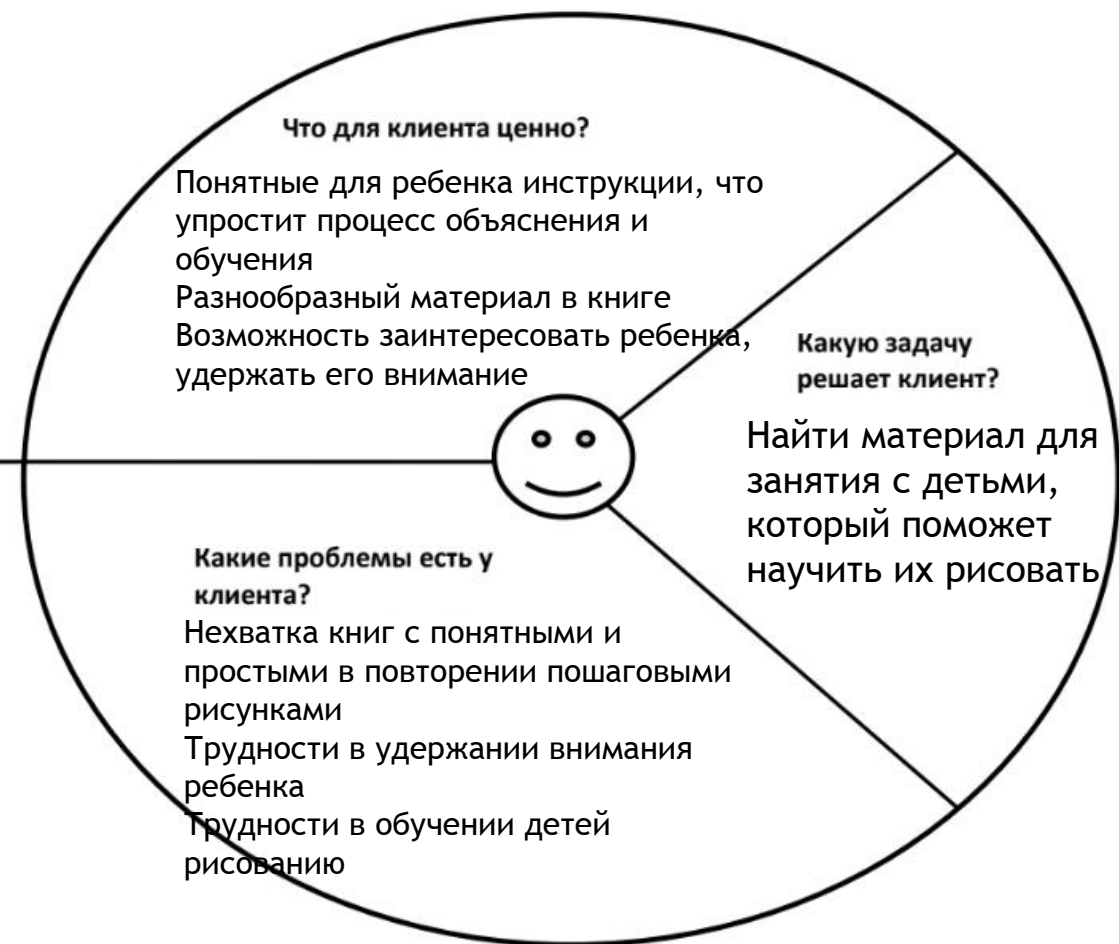 Что для клиента ценно?
Понятные для ребенка инструкции, что
упростит процесс объяснения и
обучения
Разнообразный материал в книге
Возможность заинтересовать ребенка,
удержать его внимание
Какую задачу
решает клиент?
Найти материал для
занятия с детьми,
который поможет
научить их рисовать
Какие проблемы есть у
клиента?
Нехватка книг с понятными и
простыми в повторении пошаговыми
рисунками
Трудности в удержании внимания
ребенка
Трудности в обучении детей
рисованию